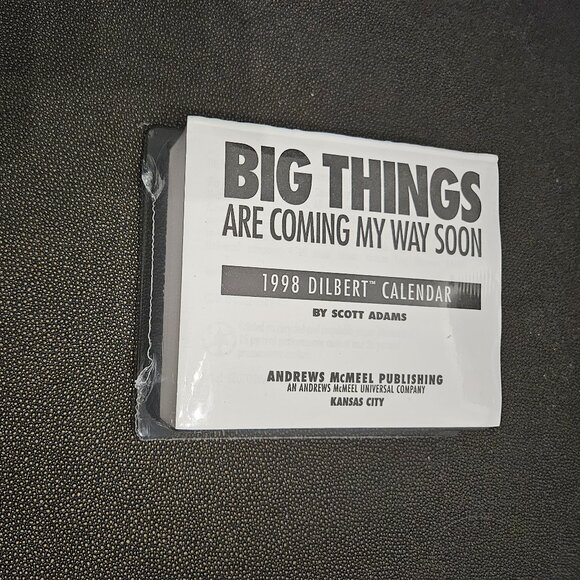 BIG THINGS
ARE COMING MY WAY SOON
1998 DILBERT™ CALENDAR
BY SCOTT ADAMS
ANDREWS McMEEL PUBLISHING
AN ANDREWS McMEEL UNIVERSAL COMPANY
KANSAS CITY